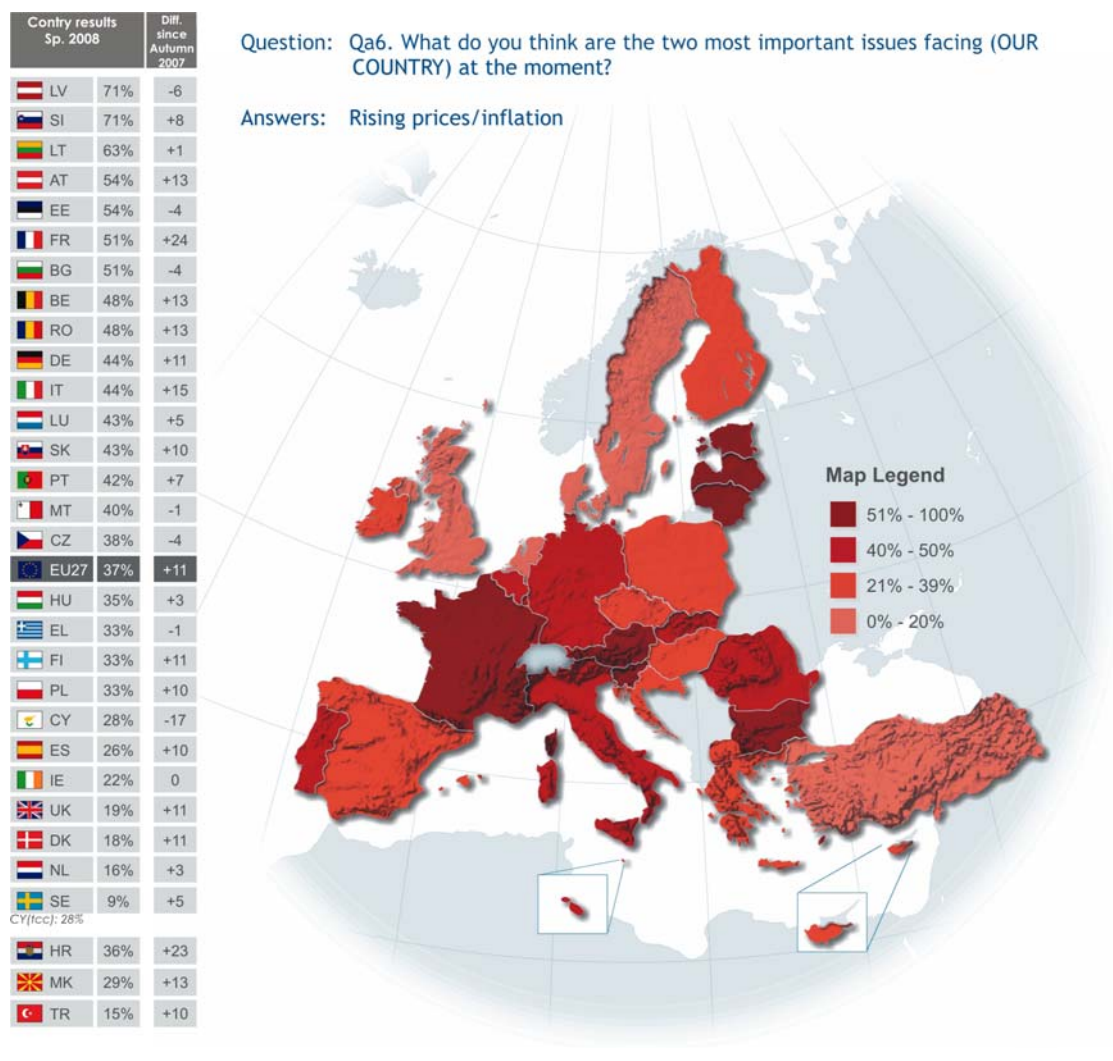 Contry results
Sp. 2008
Diff.
since
Autumn
2007
Question: Qa6. What do you think are the two most important issues facing (OUR
COUNTRY) at the moment?
Answers: Rising prices/inflation
LV 71% -6
SI 71% +8
LT 63% +1
AT 54% +13
EE 54% -4
FR 51% +24
BG 51% -4
BE 48% +13
RO 48% +13
DE 44% +11
IT 44% +15
LU 43% +5
SK 43% +10
PT 42% +7
MT 40% -1
CZ 38% -4
EU27 37% +11
HU 35% +3
EL 33% -1
FI 33% +11
PL 33% +10
CY 28% -17
ES 26% +10
IE 22% 0
UK 19% +11
DK 18% +11
NL 16% +3
SE 9% +5
CY(tcc): 28%
HR 36% +23
MK 29% +13
TR 15% +10
Map Legend
51% - 100%
40% - 50%
21% - 39%
0% - 20%